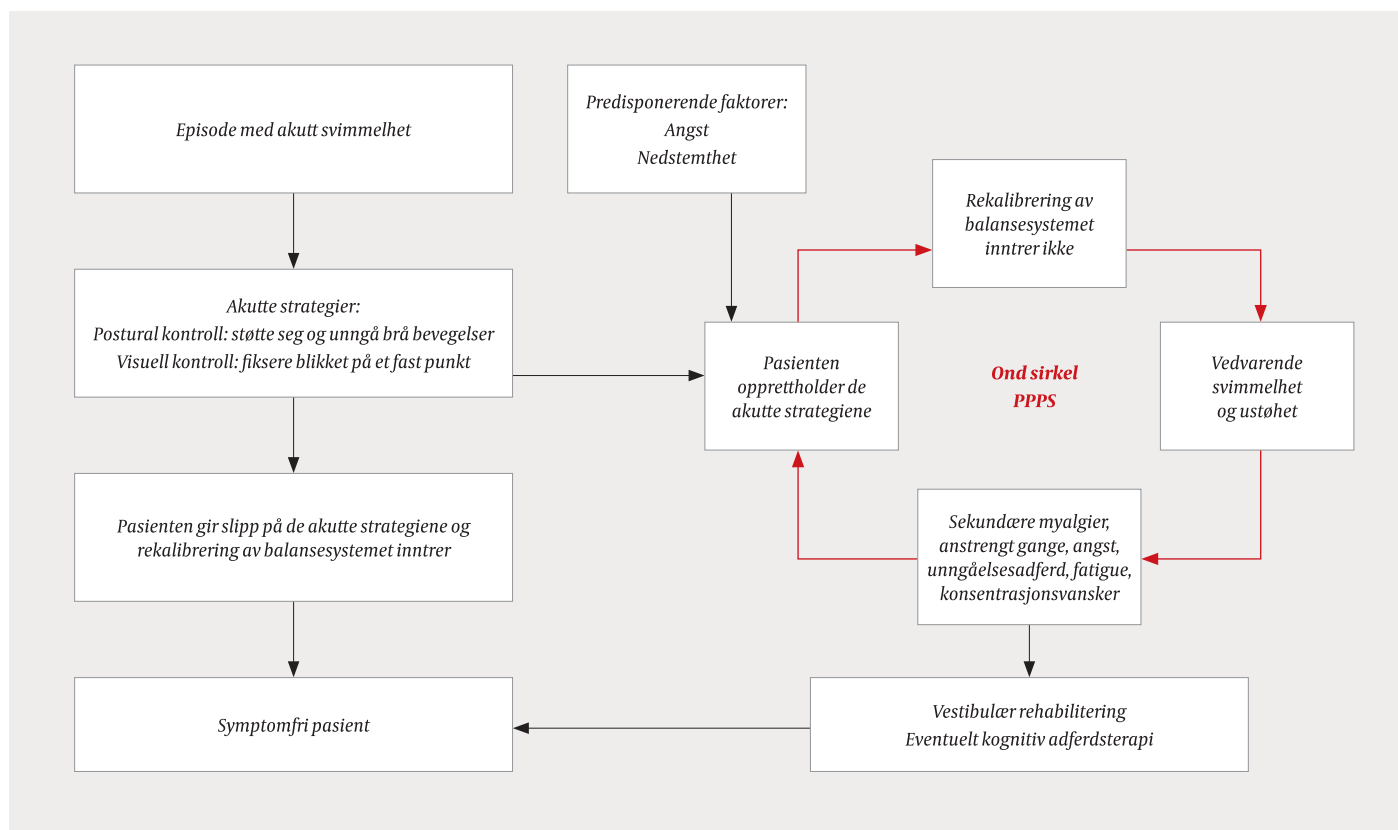 Episode med akutt svimmelhet
Predisponerende faktorer:
Angst
Nedstemthet
Rekalibrering av
balansesystemet
inntrer ikke
Akutte strategier:
Postural kontroll: støtte seg og unngå brå bevegelser
Visuell kontroll: fiksere blikket på et fast punkt
Pasienten
opprettholder de
akutte strategiene
Ond sirkel
PPPS
Vedvarende
svimmelhet
og ustøhet
Pasienten gir slipp på de akutte strategiene og
rekalibrering av balansesystemet inntrer
Sekundære myalgier,
anstrengt gange, angst,
unngåelsesadferd, fatigue,
konsentrasjonsvansker
Symptomfri pasient
Vestibulær rehabilitering
Eventuelt kognitiv adferdsterapi